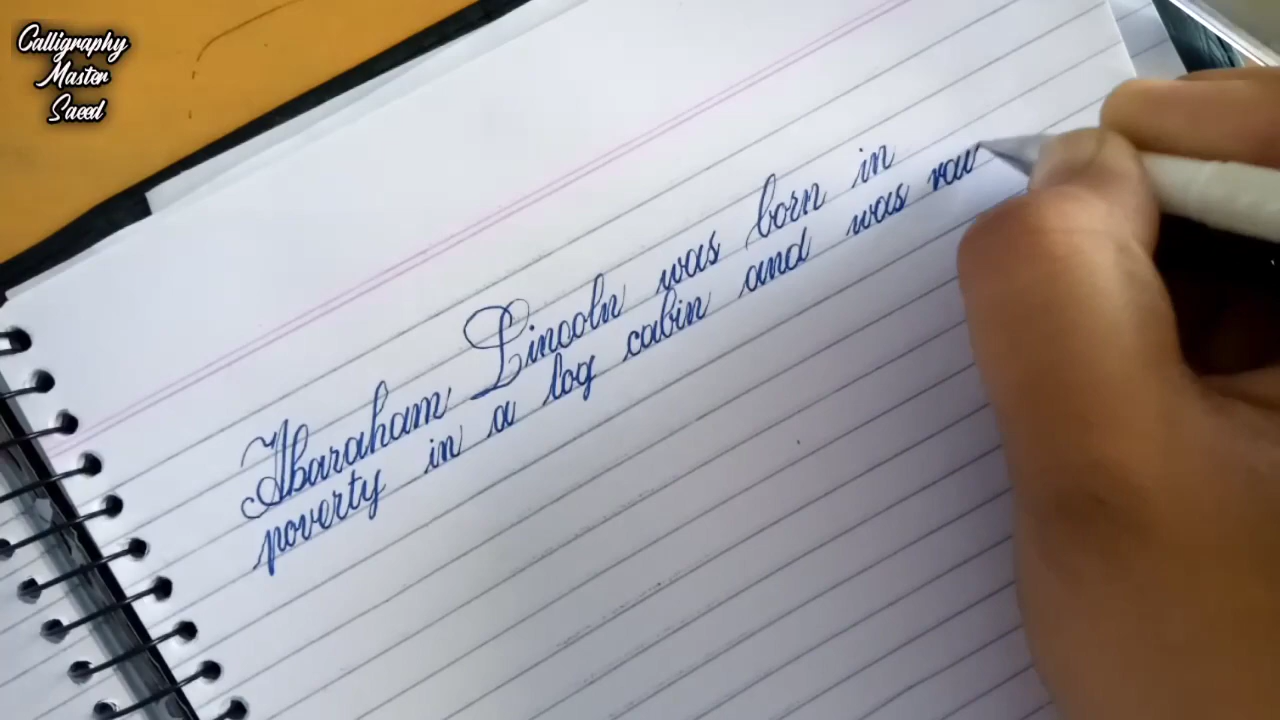 Calligraphy
Master
Saeed
Abaraham Lincoln was born in
poverty in a log cabin and was